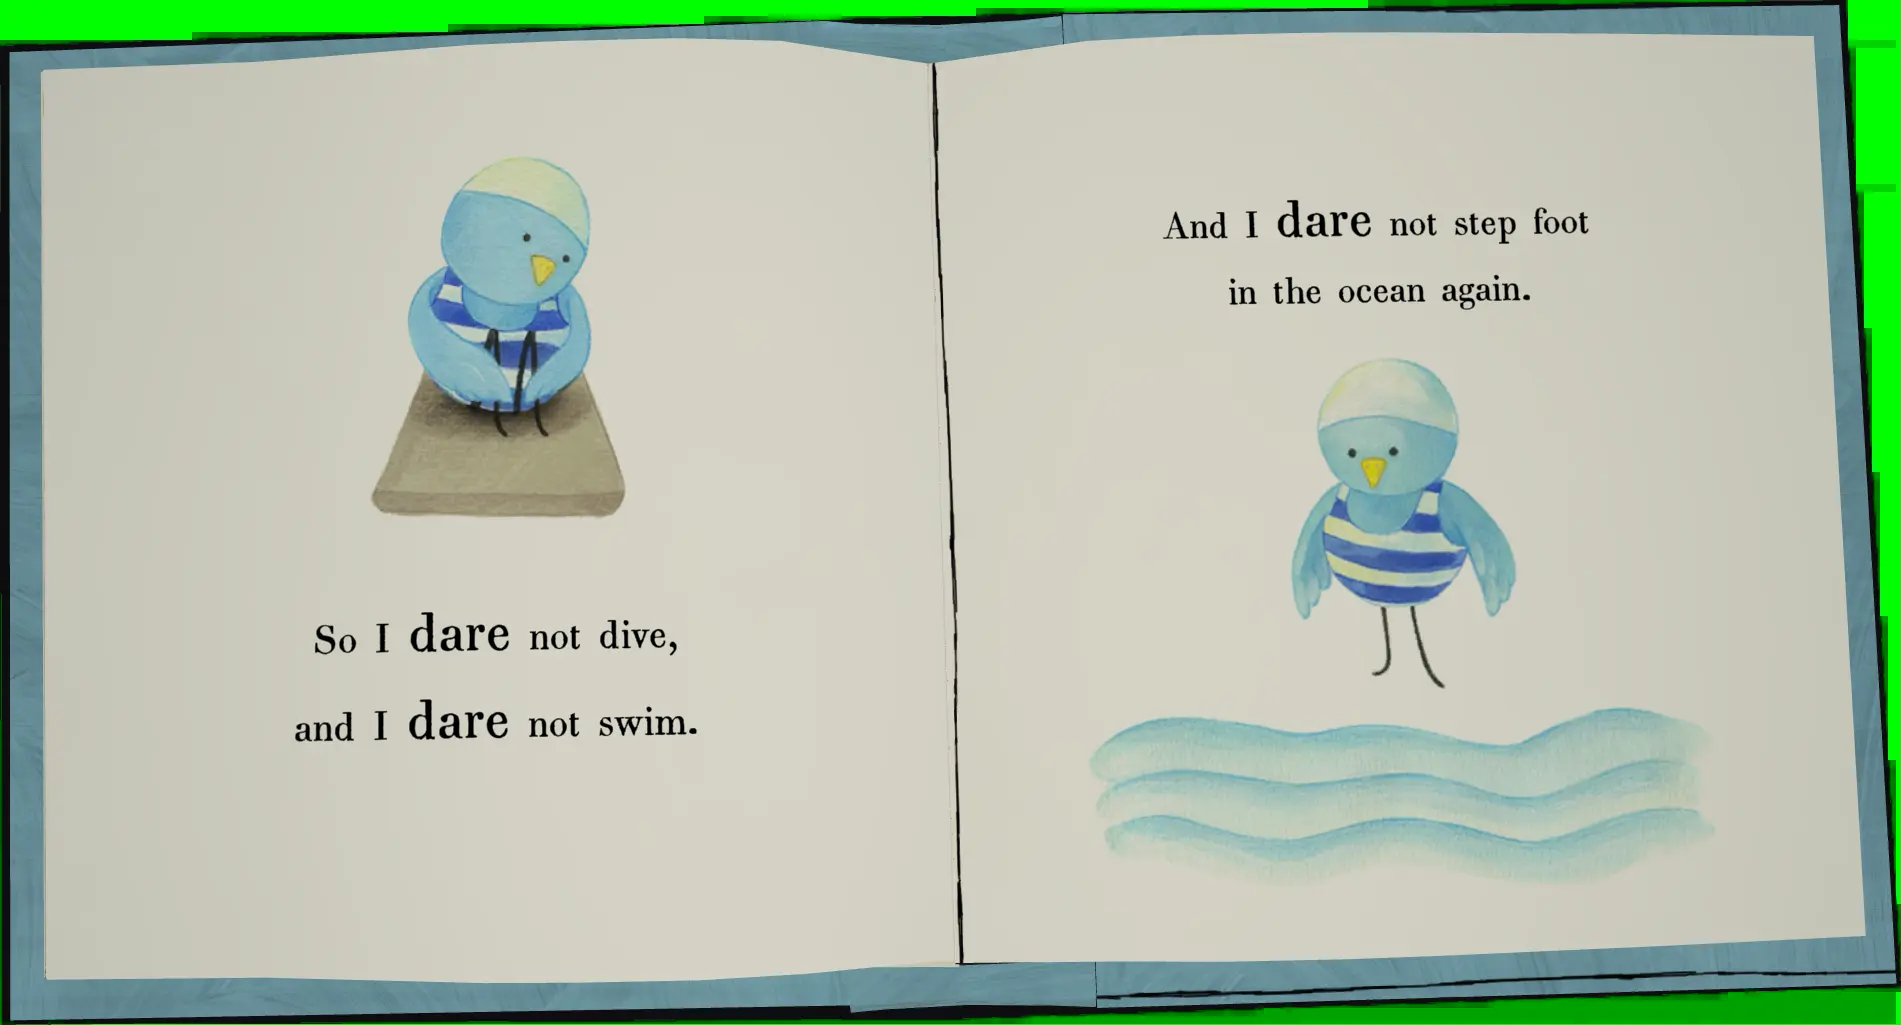 So I dare not dive,
and I dare not swim.
And I dare not step foot
in the ocean again.